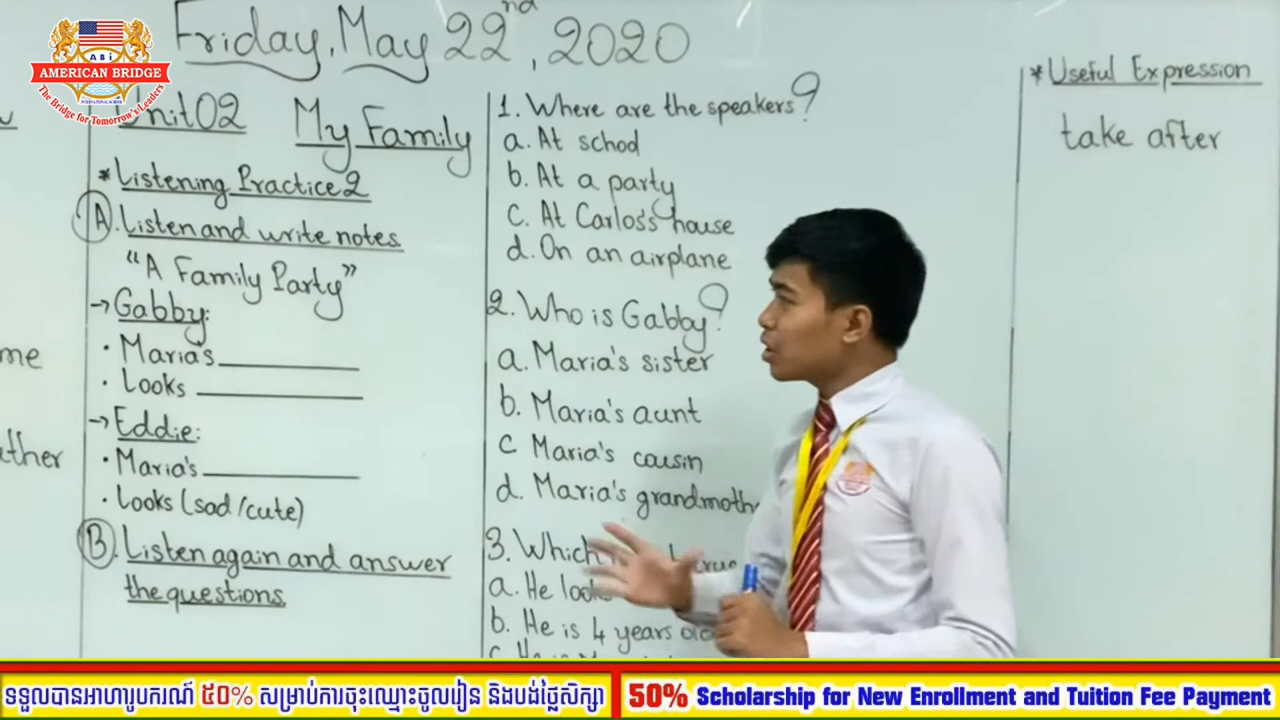 ABi
AMERICAN BRIDGE
INTERNATIONAL SCHOOL
The Bridge for Tomorrow's Leaders
Friday, May 22nd, 2020
Unit 02 My Family
* Listening Practice 2
A. Listen and write notes
"A Family Party"
→ Gabby:
• Maria's
• Looks
→ Eddie:
• Maria's
• Looks (sad/cute)
B. Listen again and answer
the questions.
1. Where are the speakers?
a. At school
b. At a party
c. At Carlos's house
d. On an airplane
2. Who is Gabby?
a. Maria's sister
b. Maria's aunt
c Maria's cousin
d. Maria's grandmothe
3. Which
a. He look
b. He is 4 years old
* Useful Expression
take after
me
ather
ទទួលបានអាហារូបករណ៍ ៥០% សម្រាប់ការចុះឈ្មោះចូលរៀន និងបង់ថ្លៃសិក្សា
50% Scholarship for New Enrollment and Tuition Fee Payment